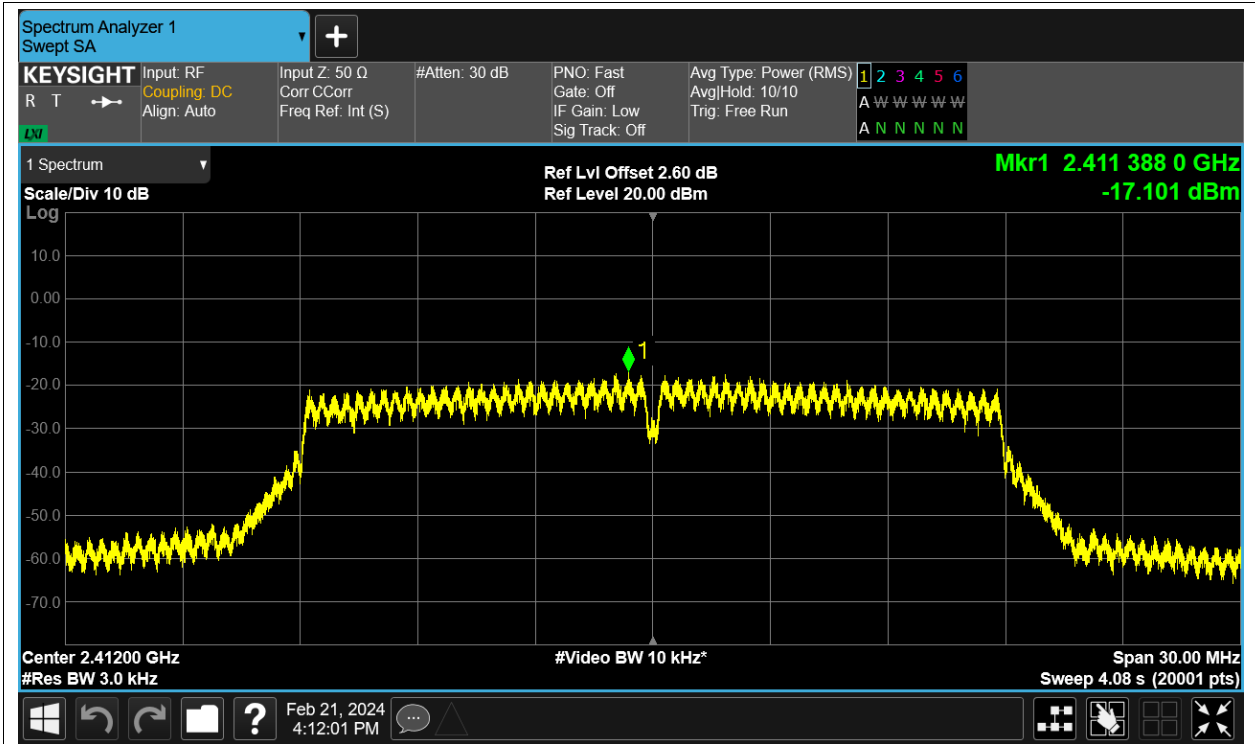 Spectrum Analyzer 1
Swept SA
KEYSIGHT
R T
LXI
Input: RF
Coupling: DC
Align: Auto
Input Z: 50 Ω
Corr CCorr
Freq Ref: Int (S)
#Atten: 30 dB
PNO: Fast
Gate: Off
IF Gain: Low
Sig Track: Off
Avg Type: Power (RMS)
Avg|Hold: 10/10
Trig: Free Run
1 2 3 4 5 6
A W W W W W
A N N N N N
1 Spectrum
Scale/Div 10 dB
Ref Lvl Offset 2.60 dB
Ref Level 20.00 dBm
Mkr1 2.411 388 0 GHz
-17.101 dBm
Log
10.0
0.00
-10.0
-20.0
-30.0
-40.0
-50.0
-60.0
-70.0
1
Center 2.41200 GHz
#Res BW 3.0 kHz
#Video BW 10 kHz*
Span 30.00 MHz
Sweep 4.08 s (20001 pts)
?
Feb 21, 2024
4:12:01 PM